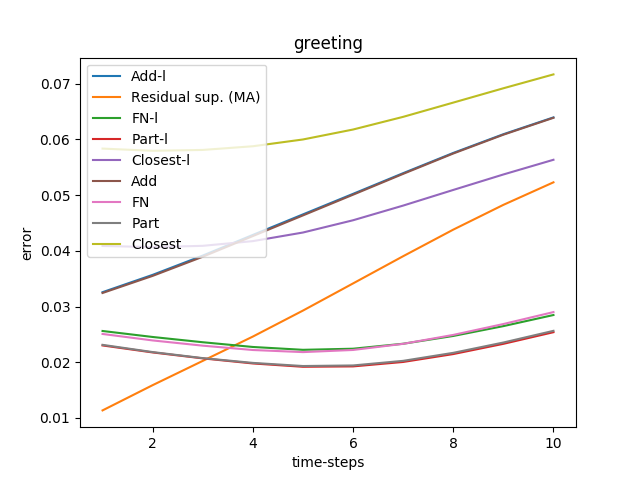 greeting
0.07
0.06
0.05
0.04
0.03
0.02
0.01
error
Add-l
Residual sup. (MA)
FN-l
Part-l
Closest-l
Add
FN
Part
Closest
2
4
6
8
10
time-steps